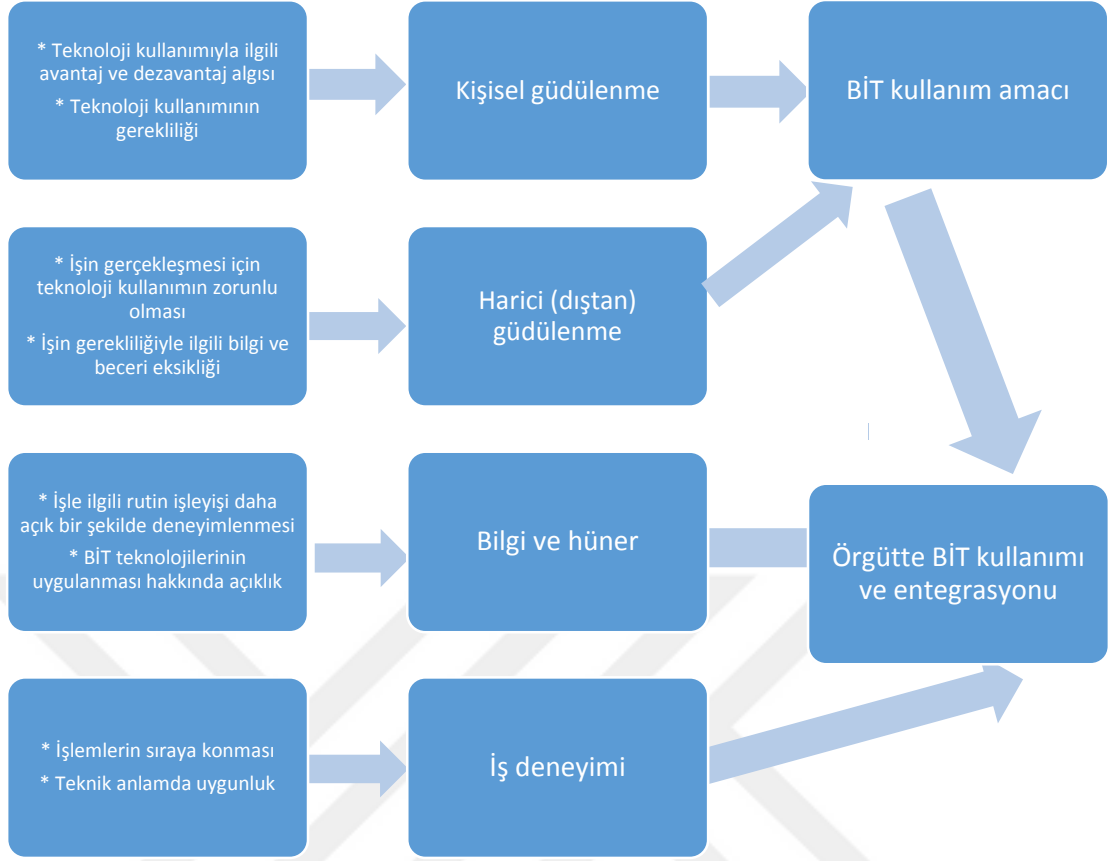 * Teknoloji kullanımıyla ilgili
avantaj ve dezavantaj algısı
* Teknoloji kullanımının
gerekliliği
Kişisel güdülenme
BİT kullanım amacı
* İşin gerçekleşmesi için
teknoloji kullanımın zorunlu
olması
* İşin gerekliliğiyle ilgili bilgi ve
beceri eksikliği
Harici (dıştan)
güdülenme
* İşle ilgili rutin işleyişi daha
açık bir şekilde deneyimlenmesi
* BİT teknolojilerinin
uygulanması hakkında açıklık
Bilgi ve hüner
Örgütte BİT kullanımı
ve entegrasyonu
* İşlemlerin sıraya konması
* Teknik anlamda uygunluk
İş deneyimi